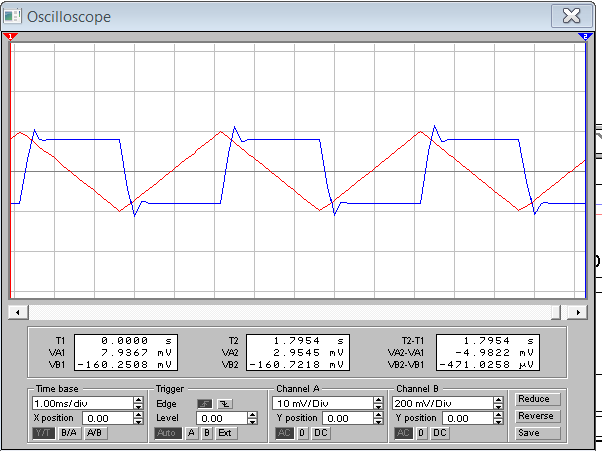 Oscilloscope
1 2
T1 0.0000 s T2 1.7954 s T2-T1 1.7954 s
VA1 7.9367 mV VA2 2.9545 mV VA2-VA1 -4.9822 mV
VB1 -160.2508 mV VB2 -160.7218 mV VB2-VB1 -471.0258 µV
Time base Trigger Channel A Channel B
1.00ms/div Edge 10 mV/Div 200 mV/Div Reduce
X position 0.00 Level 0.00 Y position 0.00 Y position 0.00 Reverse
Y/T B/A A/B Auto A B Ext AC 0 DC AC 0 DC Save